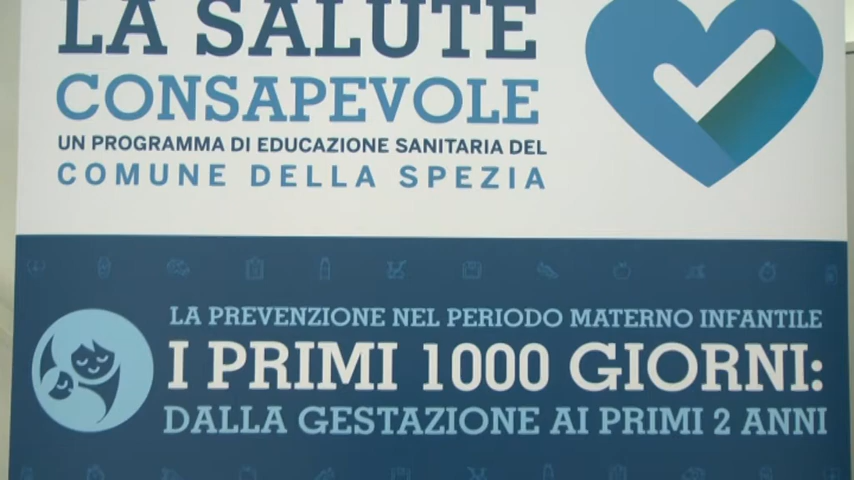 LA SALUTE
CONSAPEVOLE
UN PROGRAMMA DI EDUCAZIONE SANITARIA DEL
COMUNE DELLA SPEZIA
LA PREVENZIONE NEL PERIODO MATERNO INFANTILE
I PRIMI 1000 GIORNI:
DALLA GESTAZIONE AI PRIMI 2 ANNI